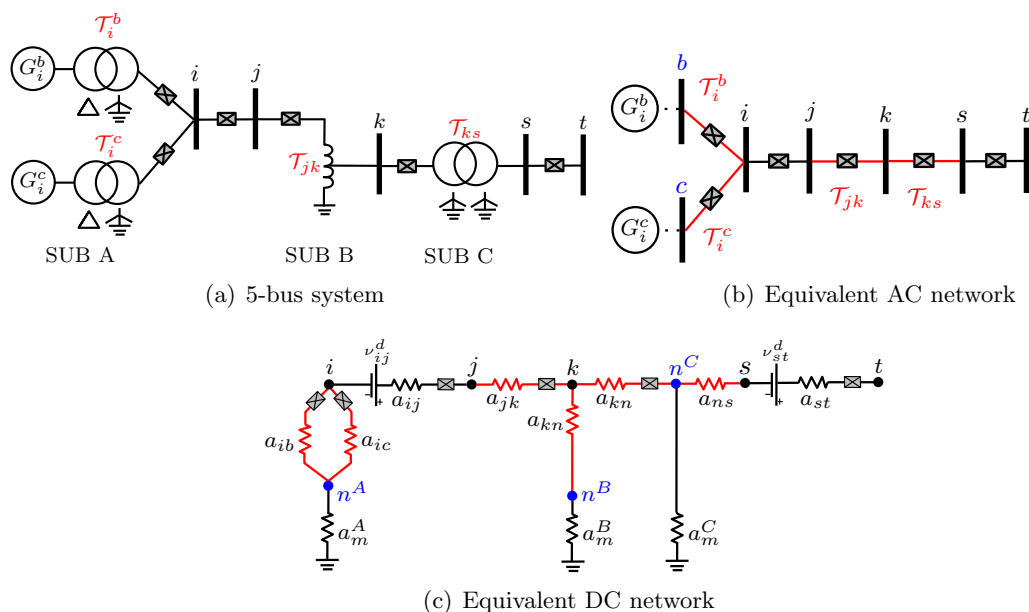 𝒯_i^b
G_i^b
i
j
k
𝒯_ks
s
t
𝒯_jk
𝒯_i^c
G_i^c
SUB A
SUB B
SUB C
(a) 5-bus system
b
𝒯_i^b
G_i^b
i
j
k
s
t
c
𝒯_jk
𝒯_ks
G_i^c
𝒯_i^c
(b) Equivalent AC network
i
ν_ij^d
- +
a_ij
j
a_jk
k
a_kn
n^C
a_ns
s
ν_st^d
- +
a_st
t
a_ib
a_ic
a_kn
n^A
n^B
a_m^A
a_m^B
a_m^C
(c) Equivalent DC network